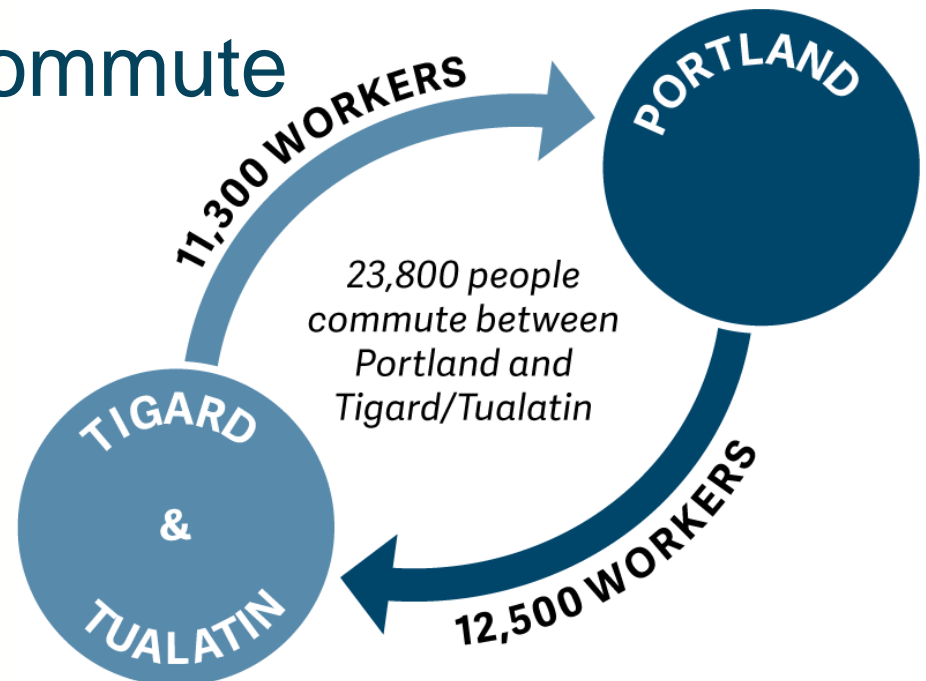 ommute
11,300 WORKERS
PORTLAND
23,800 people
commute between
Portland and
Tigard/Tualatin
TIGARD
&
TUALATIN
12,500 WORKERS